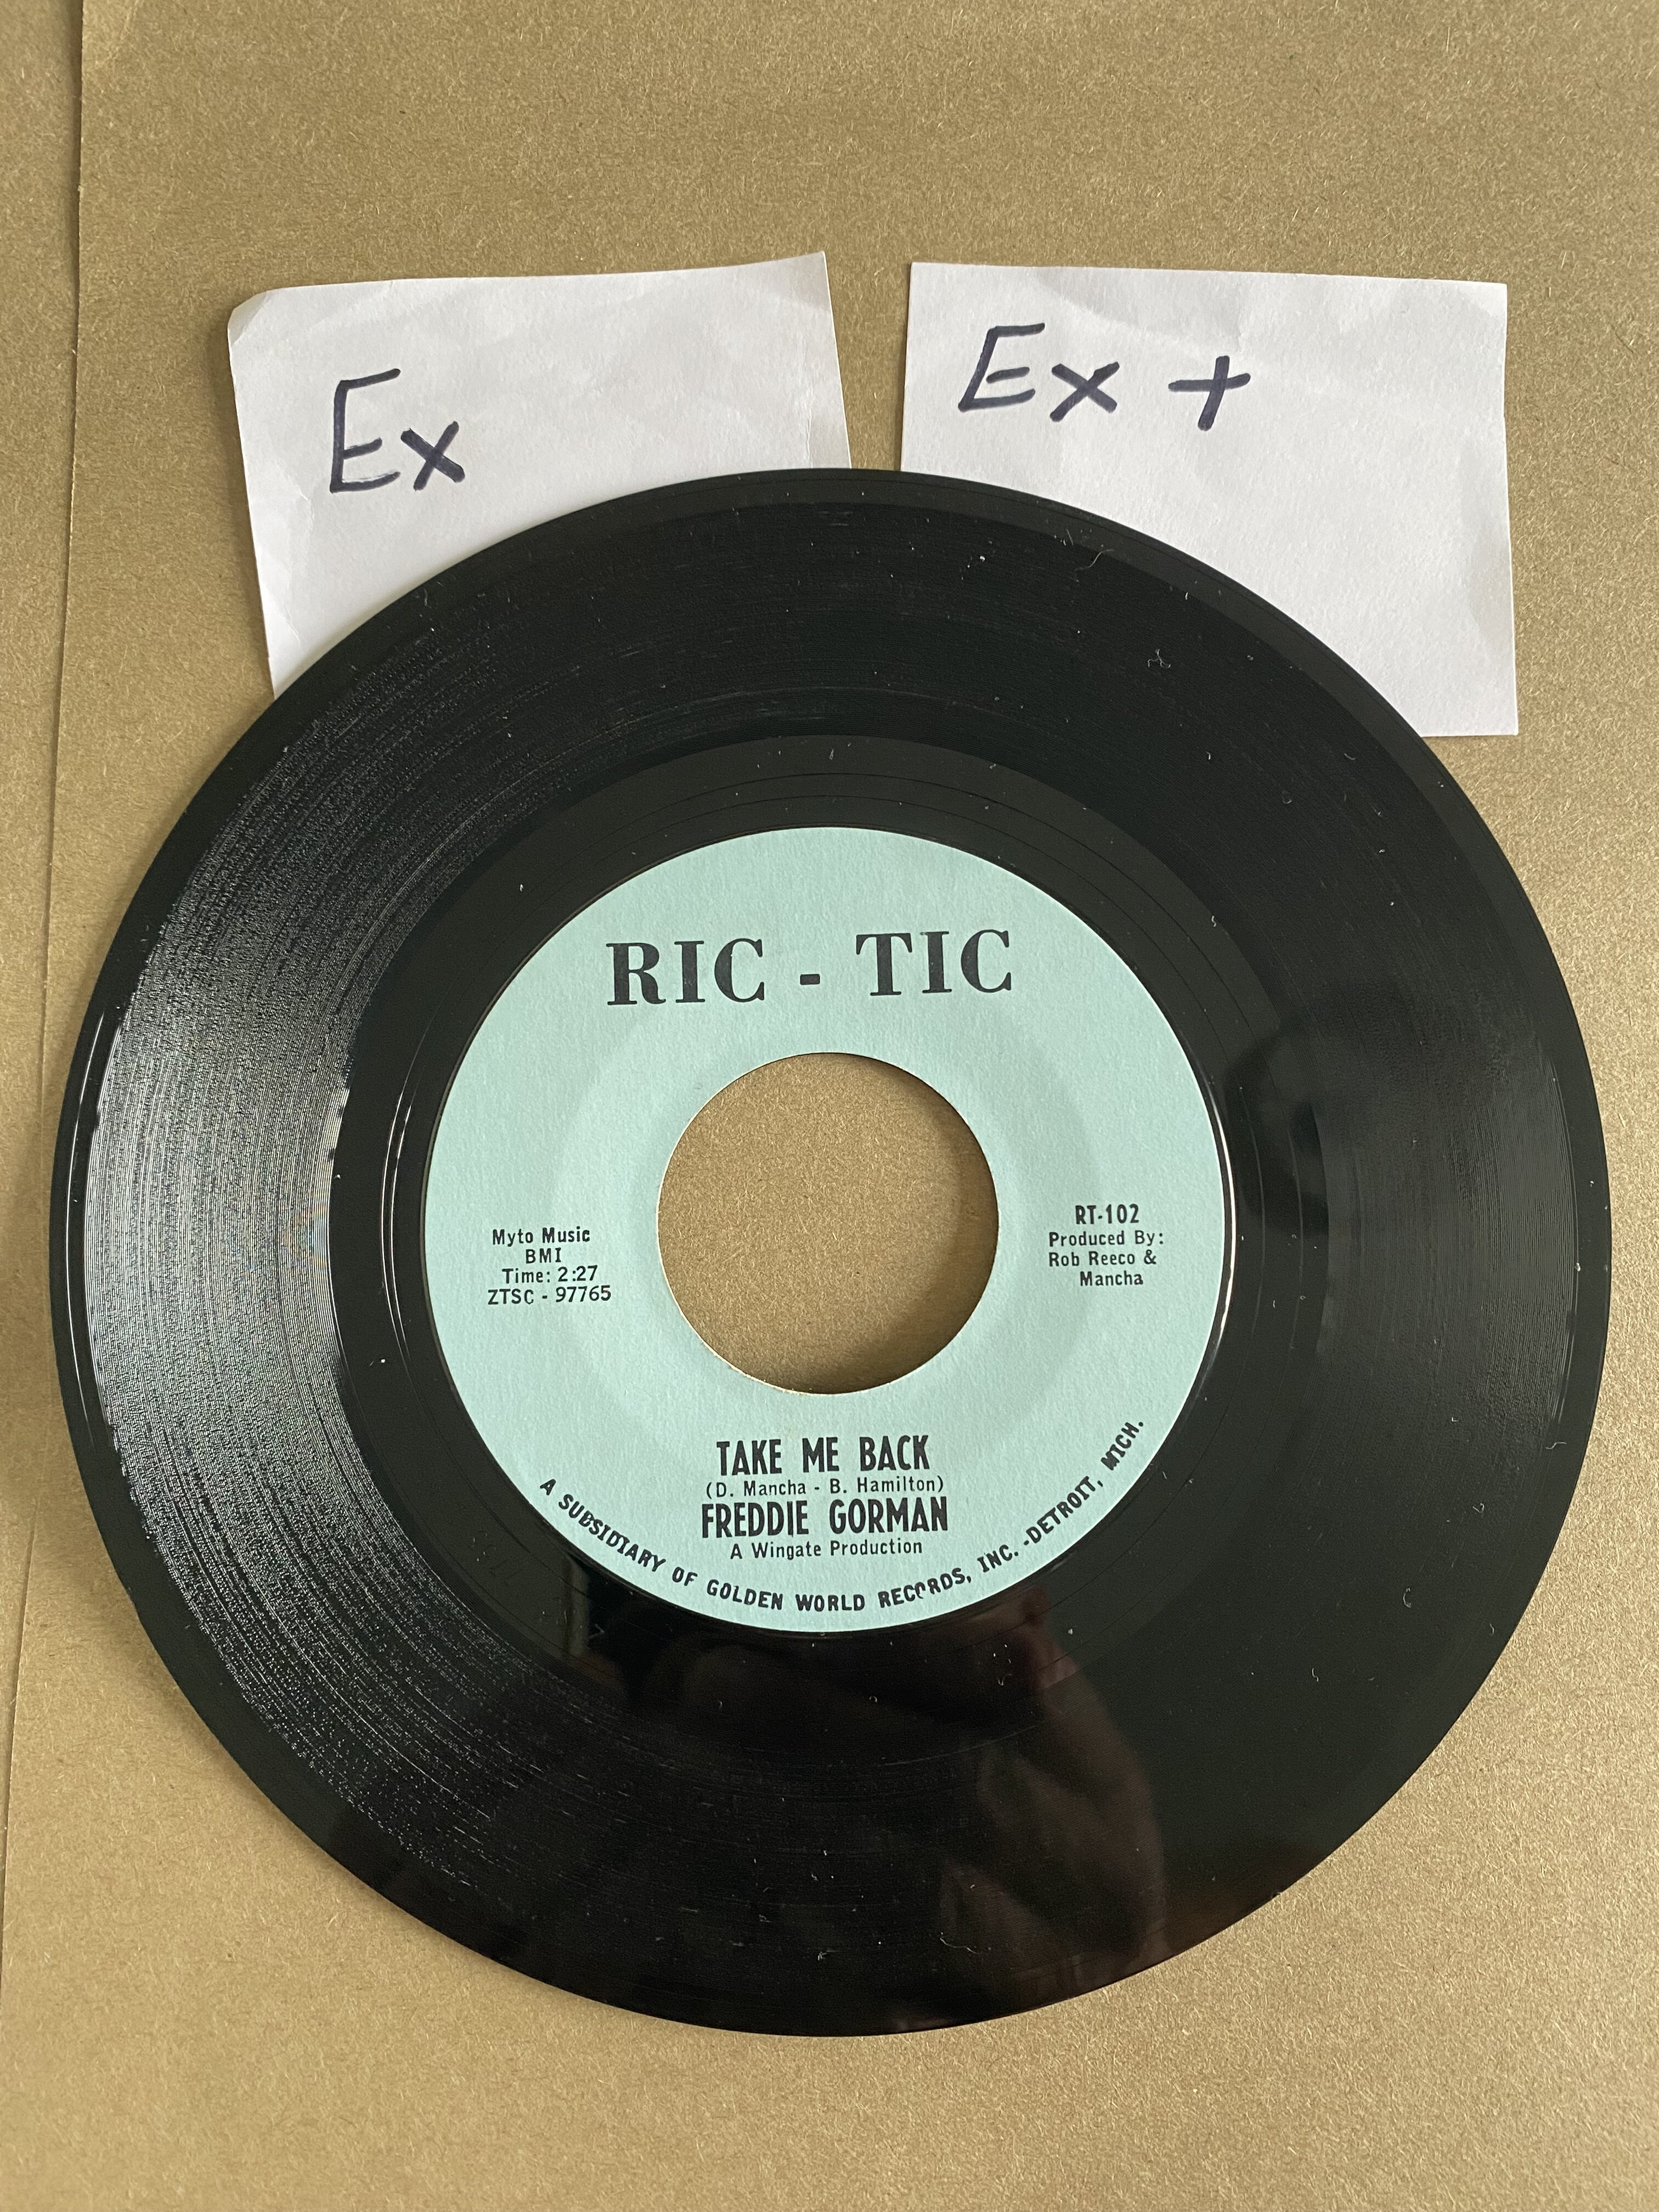 Ex
Ex +
RIC - TIC
Myto Music
BMI
Time: 2:27
ZTSC - 97765
RT-102
Produced By:
Rob Reeco &
Mancha
TAKE ME BACK
(D. Mancha - B. Hamilton)
FREDDIE GORMAN
A Wingate Production
A SUBSIDIARY OF GOLDEN WORLD RECORDS, INC. - DETROIT, MICH.